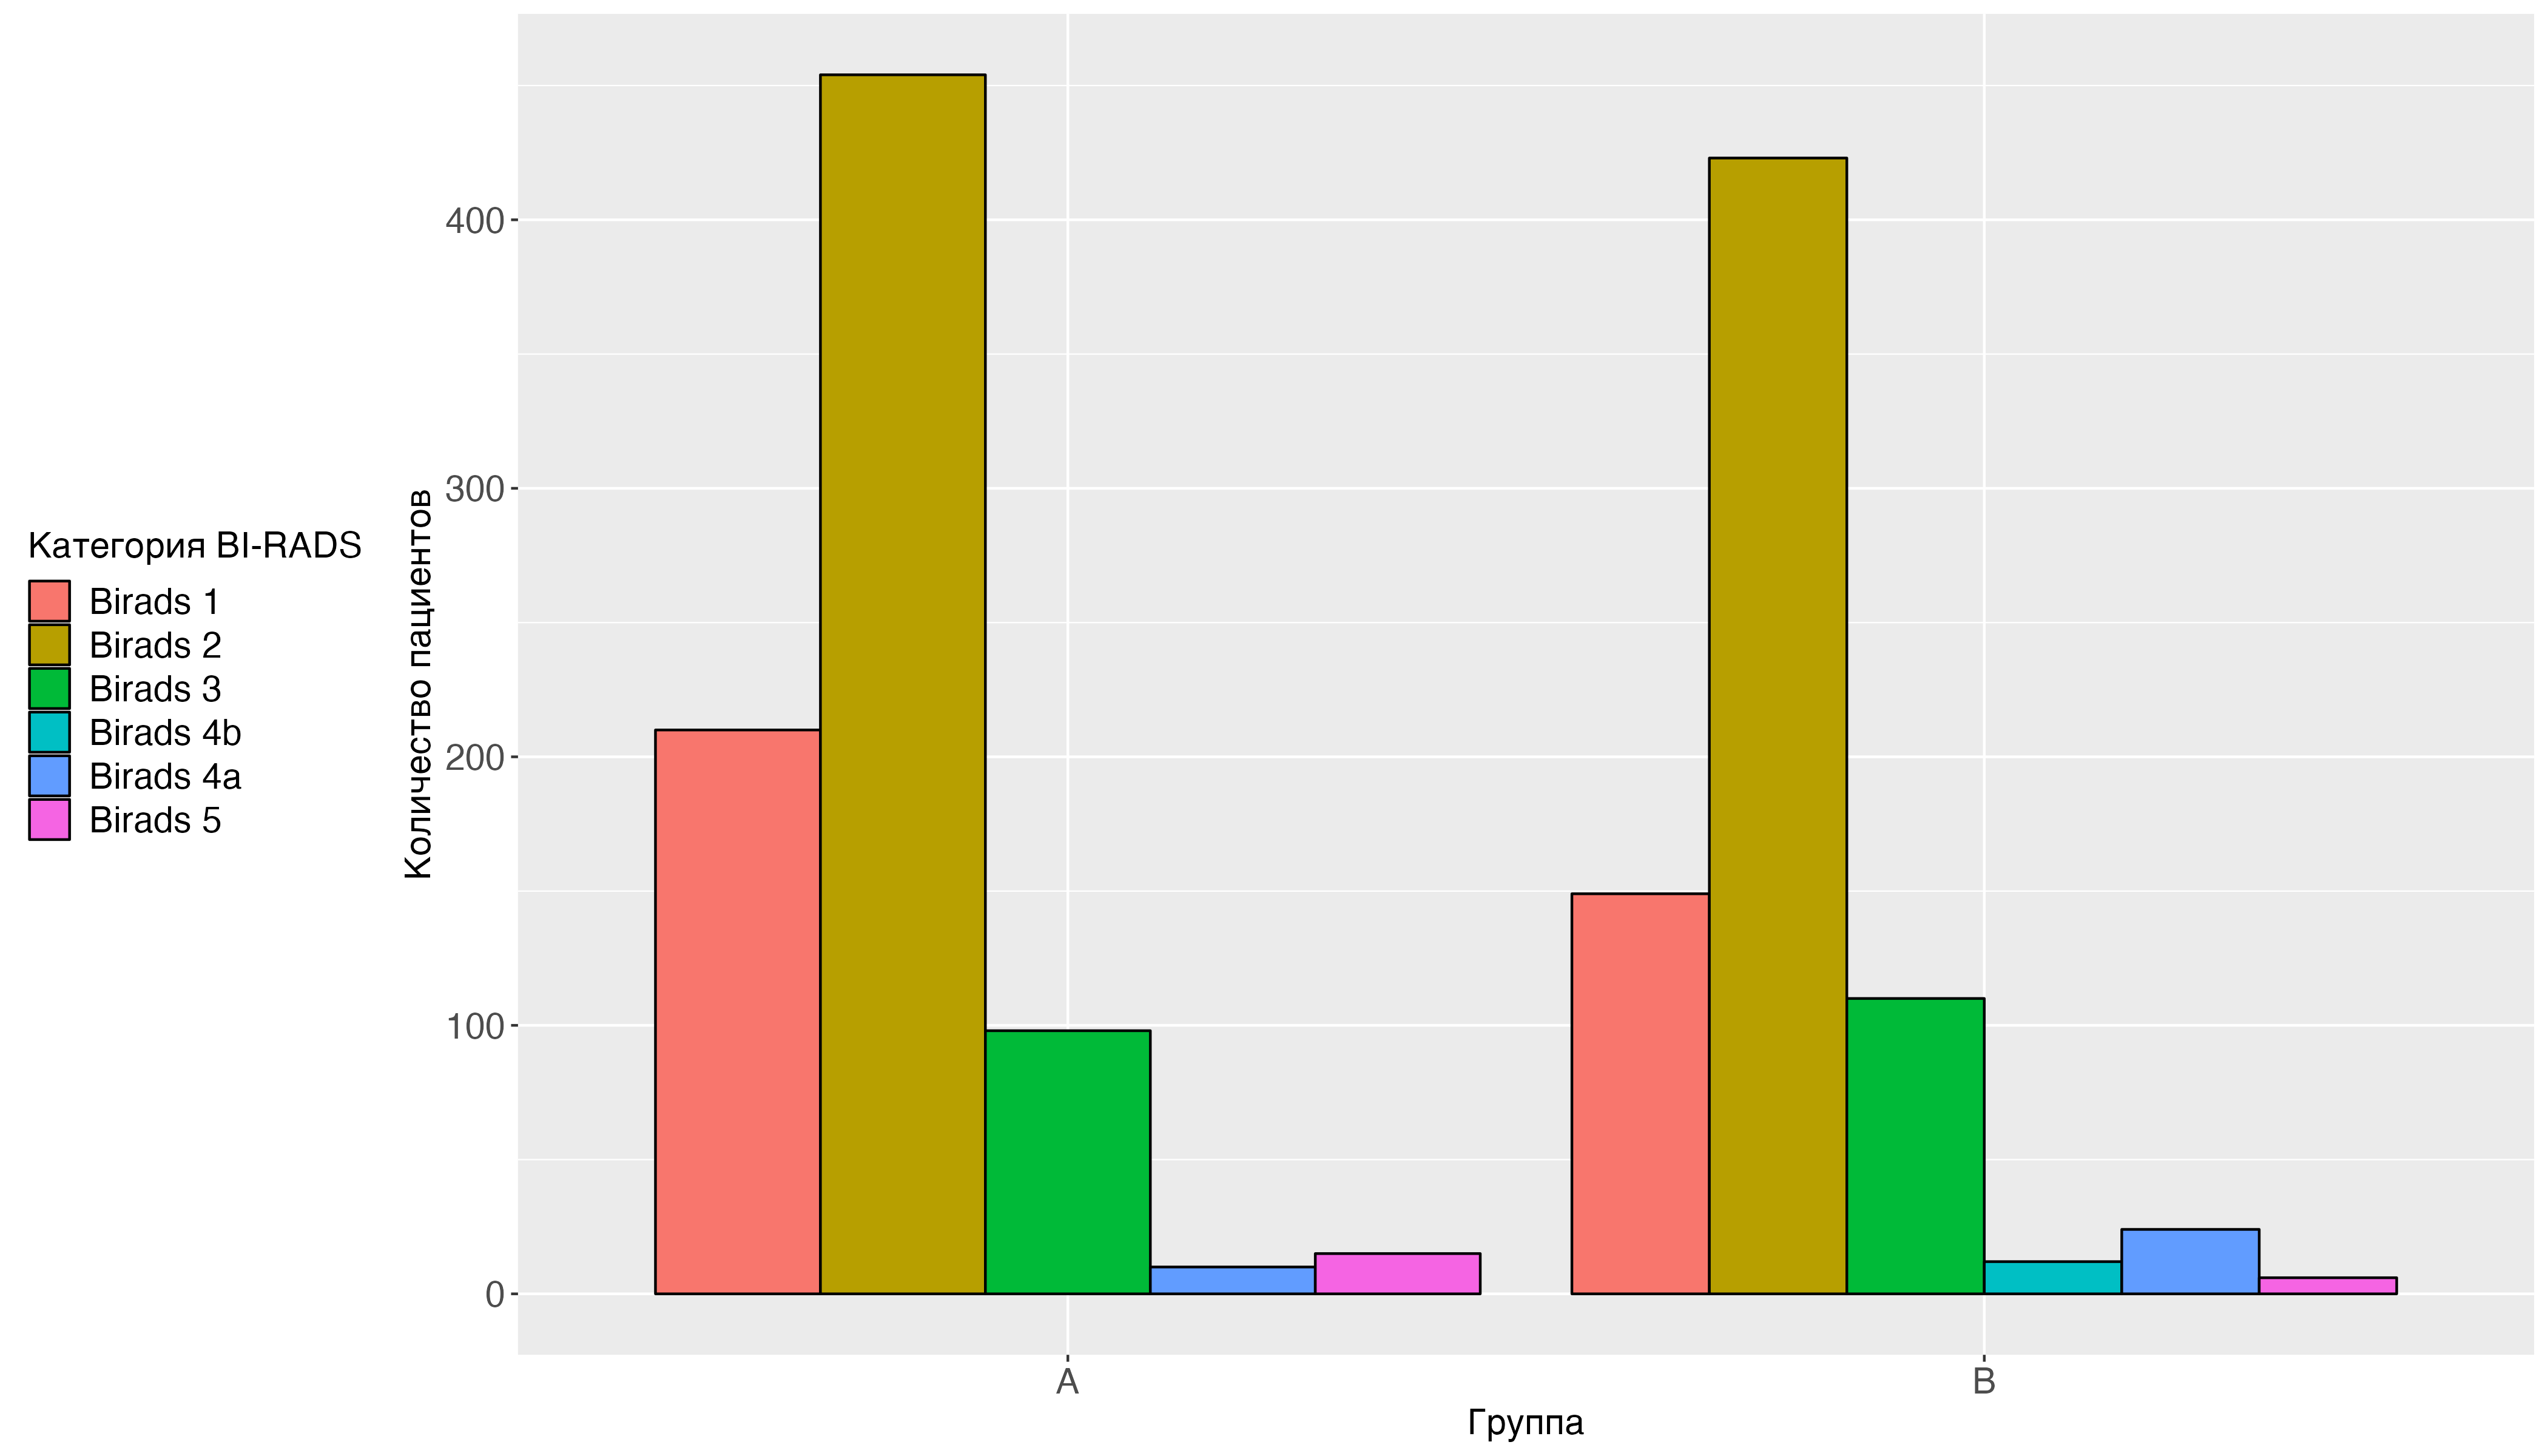 Категория BI-RADS
Birads 1
Birads 2
Birads 3
Birads 4b
Birads 4a
Birads 5
Количество пациентов
400
300
200
100
0
A
B
Группа